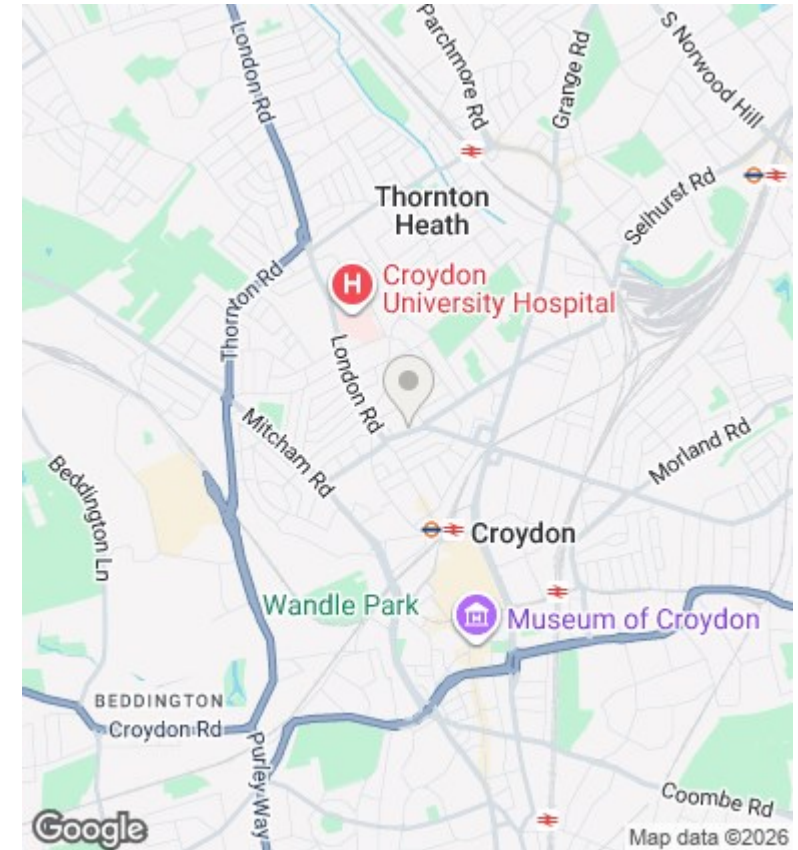 London Rd
Parchmore Rd
Grange Rd
S Norwood Hill
Selhurst Rd
Thornton
Heath
H
Croydon
University Hospital
Thornton Rd
London Rd
Mitcham Rd
Morland Rd
Beddington Ln
Croydon
Wandle Park
Museum of Croydon
BEDDINGTON
Croydon Rd
Purley Way
Coombe Rd
Google
Map data ©2026